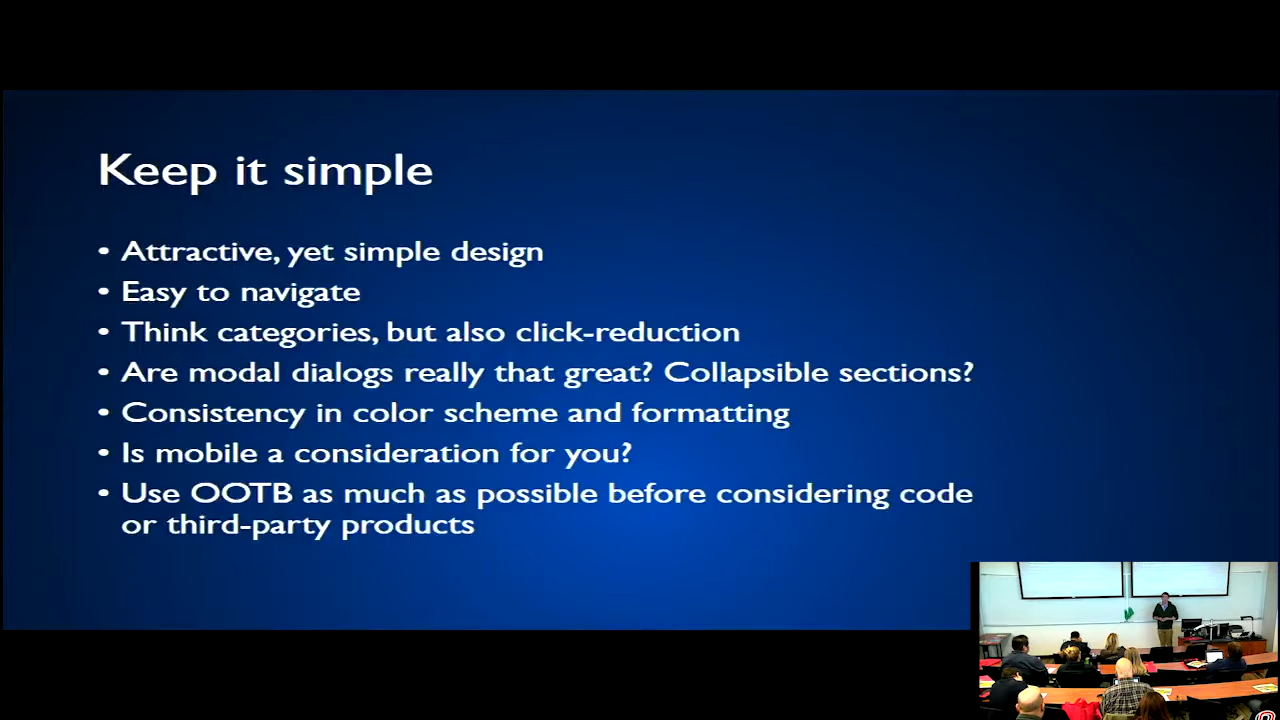 Keep it simple
• Attractive, yet simple design
• Easy to navigate
• Think categories, but also click-reduction
• Are modal dialogs really that great? Collapsible sections?
• Consistency in color scheme and formatting
• Is mobile a consideration for you?
• Use OOTB as much as possible before considering code
or third-party products